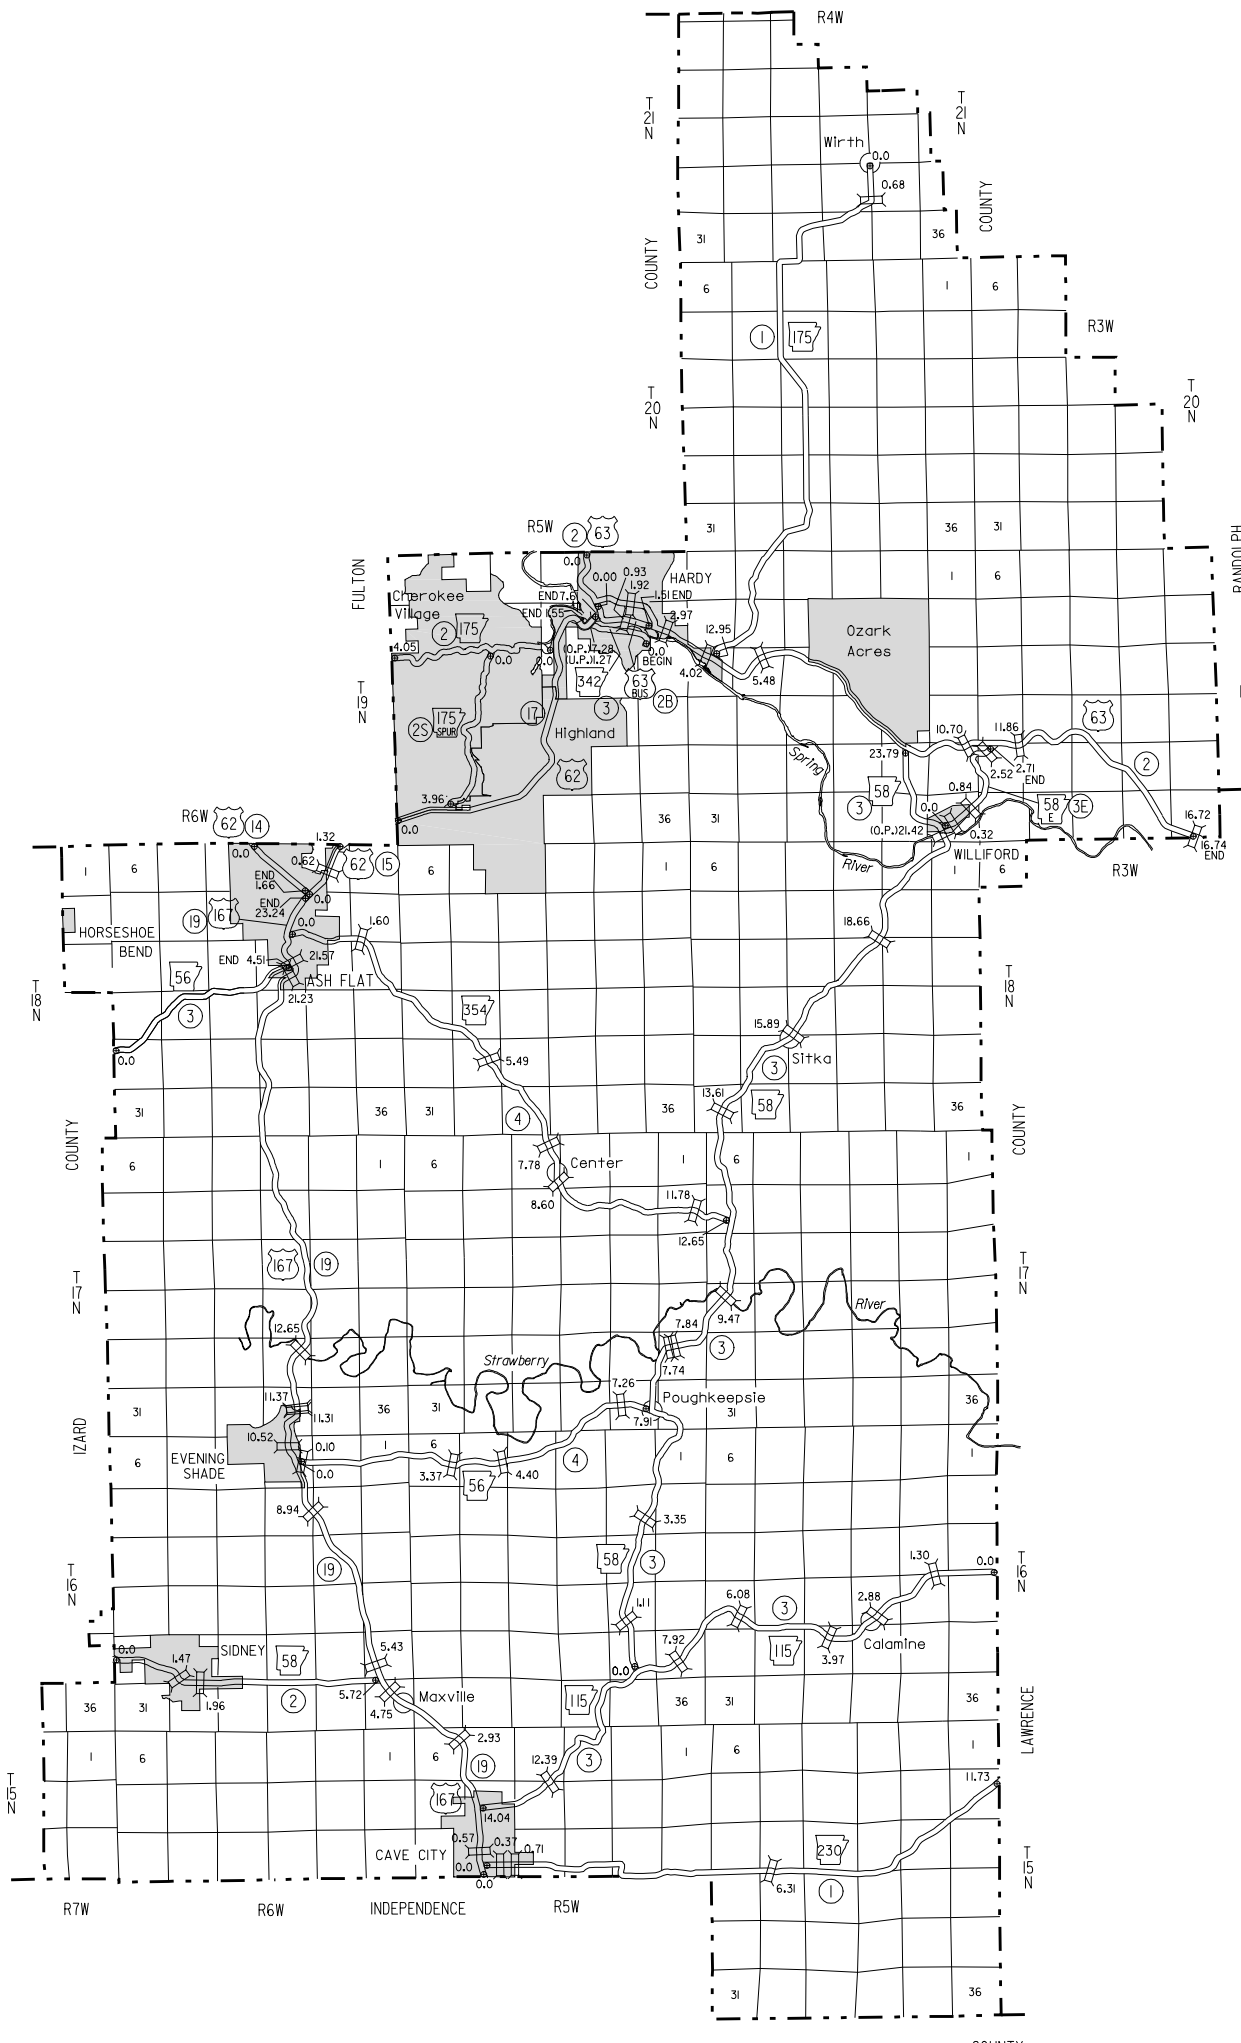 R4W
T
21
N
T
21
N
Wirth
0.0
0.68
COUNTY
COUNTY
31
36
6
1
6
1
175
R3W
T
20
N
T
20
N
R5W
2
63
31
36
31
FULTON
0.0
0.93
0.00
1.92
HARDY
1
6
RANDOLPH
Cherokee
Village
END 7.6
1.51 END
END 1.55
2.97
12.95
Ozark
Acres
2
175
4.05
0.0
0.0
(O.P.)7.28
(U.P.)1.27
0.0
BEGIN
4.02
5.48
342
63
BUS
2B
T
19
N
2S
175
SPUR
17
3
Highland
10.70
11.86
63
Spring
23.79
2.52
2.71
END
2
62
58
0.84
3
0.0
58
E
3E
3.96
0.0
36
31
(O.P.)21.42
0.32
16.72
16.74
END
R6W
62
14
1.32
WILLIFORD
0.0
0.62
62
15
River
R3W
1
6
6
1
6
1
6
END
1.66
END
23.24
0.0
19
167
0.0
1.60
18.66
HORSESHOE
BEND
END
4.51
21.57
ASH FLAT
56
21.23
T
18
N
T
18
N
3
354
0.0
15.89
Sitka
5.49
3
13.61
58
31
36
31
36
36
4
COUNTY
COUNTY
7.78
Center
6
1
6
1
6
1
8.60
11.78
12.65
167
19
T
17
N
T
17
N
River
12.65
7.84
9.47
3
Strawberry
7.74
7.26
11.37
Poughkeepsie
31
11.31
36
31
7.91
31
36
IZARD
10.52
0.10
1
6
EVENING
SHADE
6
0.0
3.37
4.40
4
1
6
1
56
8.94
3.35
19
58
3
1.30
0.0
T
16
N
T
16
N
6.08
3
2.88
1.11
0.0
SIDNEY
1.47
58
5.43
7.92
115
3.97
Calamine
0.0
36
31
1.96
2
5.72
4.75
Maxville
115
36
31
36
LAWRENCE
1
6
1
6
2.93
3
1
6
1
T
15
N
19
12.39
11.73
167
14.04
0.57
0.37
0.71
CAVE CITY
0.0
230
T
15
N
0.0
6.31
1
R7W
R6W
INDEPENDENCE
R5W
31
36